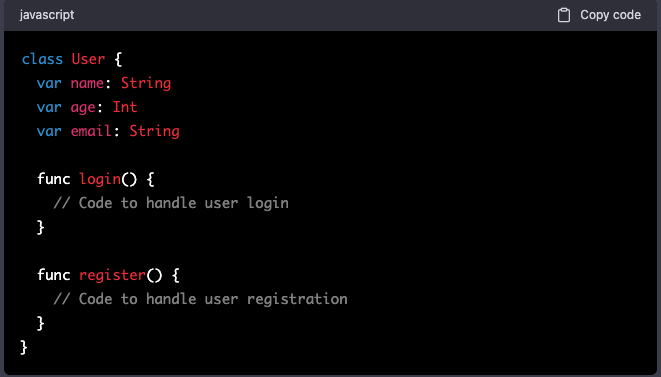 javascript
Copy code
class User {
  var name: String
  var age: Int
  var email: String

  func login() {
    // Code to handle user login
  }

  func register() {
    // Code to handle user registration
  }
}